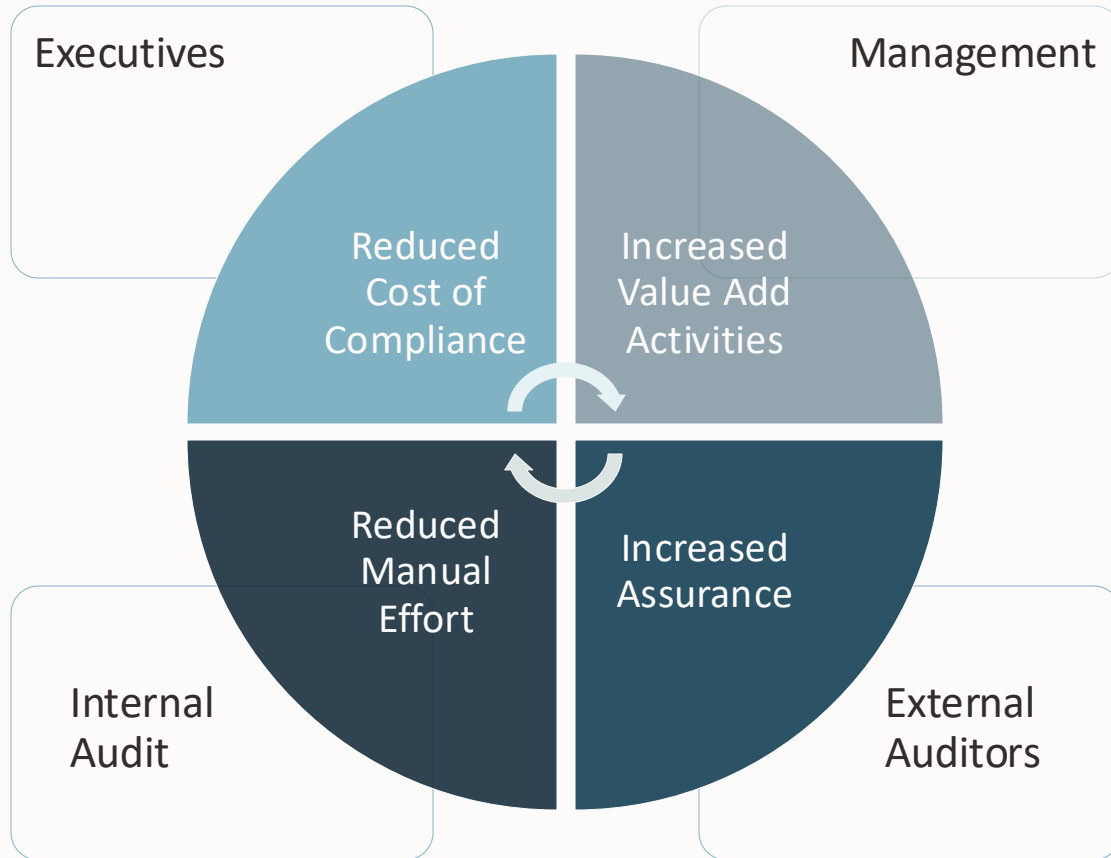 Executives
Management
Reduced
Cost of
Compliance
Increased
Value Add
Activities
Reduced
Manual
Effort
Increased
Assurance
Internal
Audit
External
Auditors